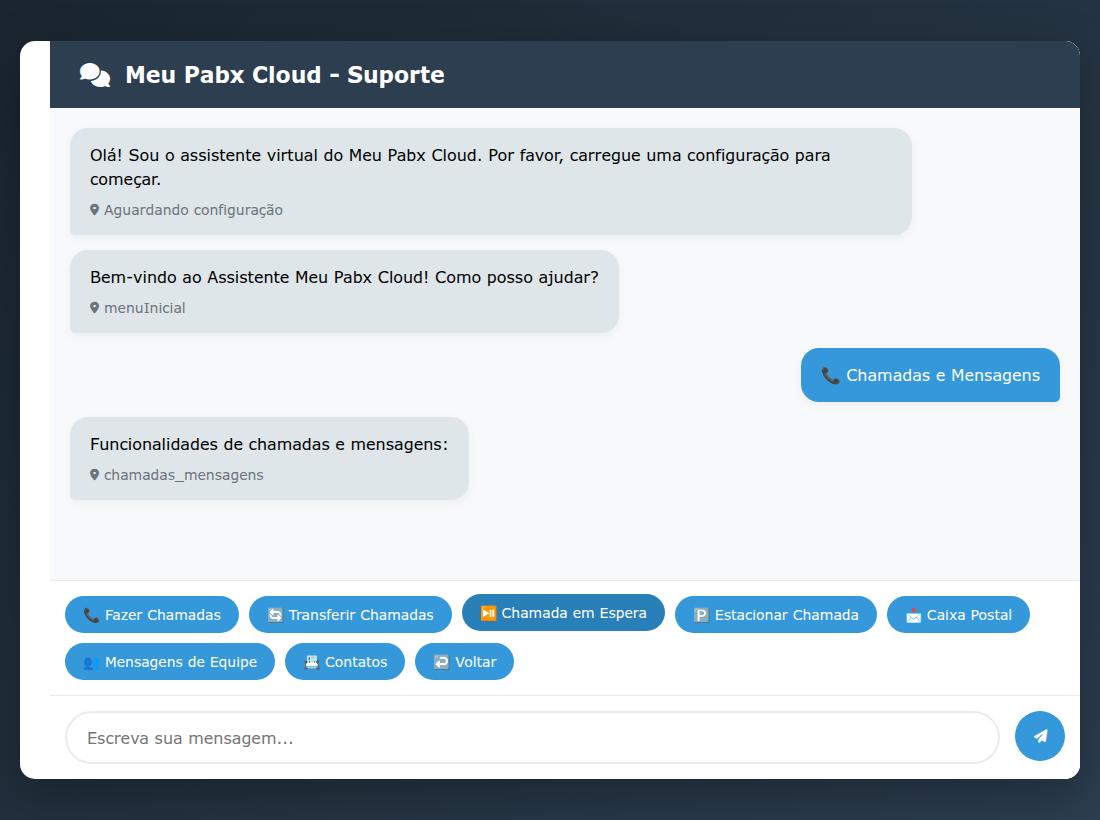 Meu Pabx Cloud - Suporte
Olá! Sou o assistente virtual do Meu Pabx Cloud. Por favor, carregue uma configuração para
começar.
Aguardando configuração
Bem-vindo ao Assistente Meu Pabx Cloud! Como posso ajudar?
menuInicial
📞 Chamadas e Mensagens
Funcionalidades de chamadas e mensagens:
chamadas_mensagens
📞 Fazer Chamadas
🔄 Transferir Chamadas
⏯️ Chamada em Espera
🅿️ Estacionar Chamada
📩 Caixa Postal
👥 Mensagens de Equipe
📇 Contatos
↩️ Voltar
Escreva sua mensagem...